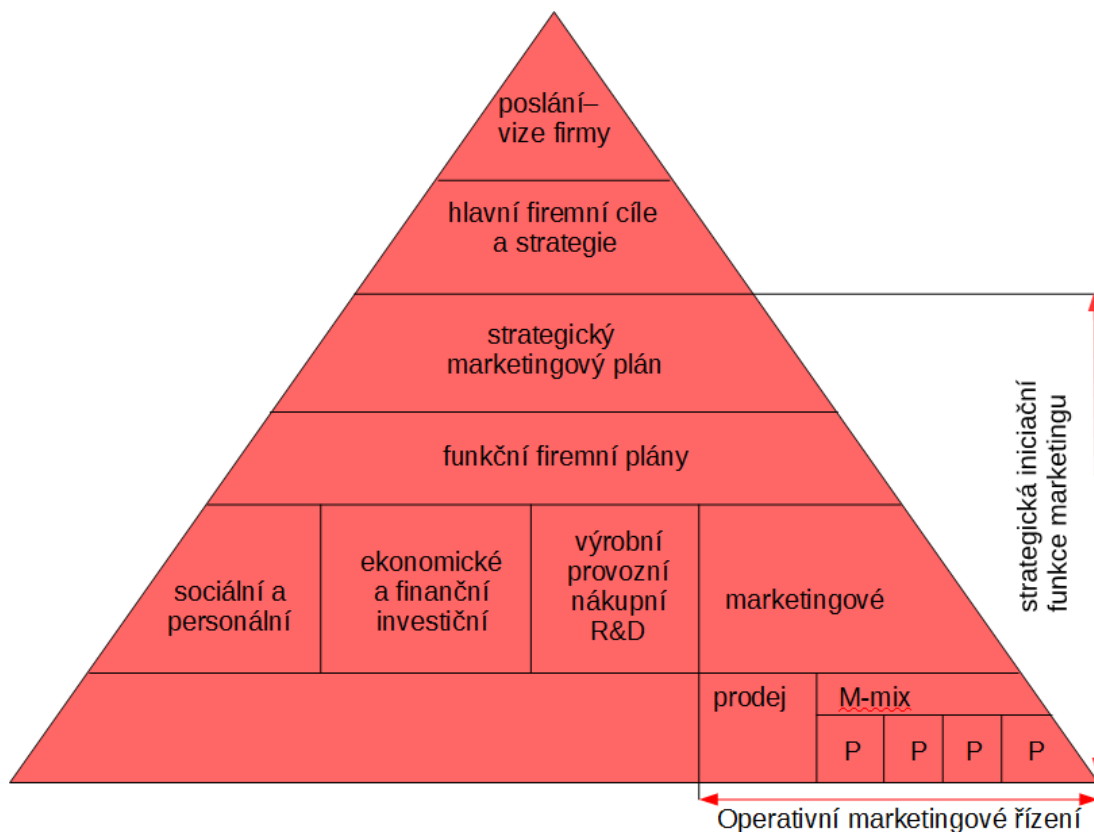 poslání–
vize firmy
hlavní firemní cíle
a strategie
strategický
marketingový plán
funkční firemní plány
sociální a
personální
ekonomické
a finanční
investiční
výrobní
provozní
nákupní
R&D
marketingové
prodej
M-mix
P P P P
strategická iniciační
funkce marketingu
Operativní marketingové řízení